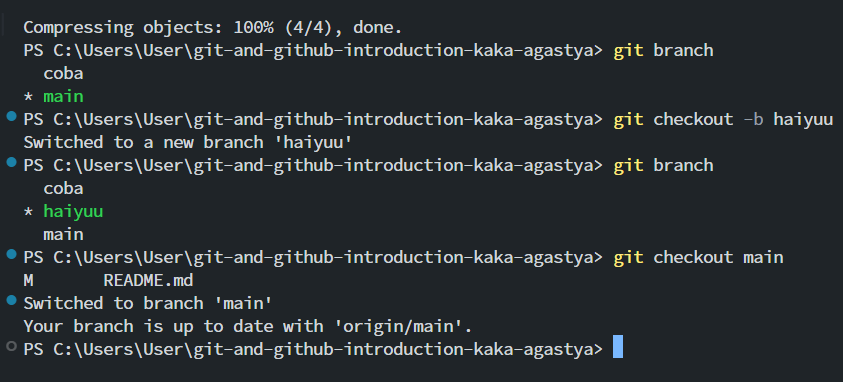 Compressing objects: 100% (4/4), done.
PS C:\Users\User\git-and-github-introduction-kaka-agastya> git branch
  coba
* main
PS C:\Users\User\git-and-github-introduction-kaka-agastya> git checkout -b haiyuu
Switched to a new branch 'haiyuu'
PS C:\Users\User\git-and-github-introduction-kaka-agastya> git branch
  coba
* haiyuu
  main
PS C:\Users\User\git-and-github-introduction-kaka-agastya> git checkout main
M       README.md
Switched to branch 'main'
Your branch is up to date with 'origin/main'.
PS C:\Users\User\git-and-github-introduction-kaka-agastya>